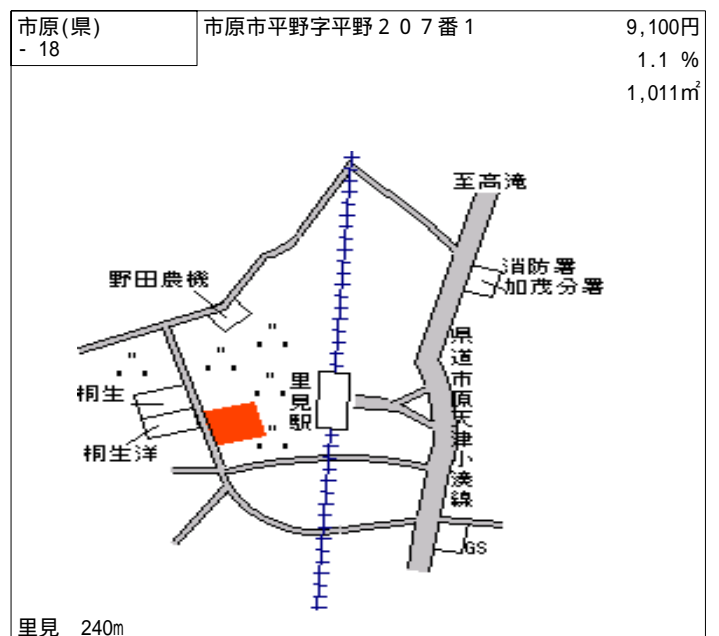 市原(県)
- 18
市原市平野字平野２０７番１
9,100円
1.1 %
1,011㎡
至高滝
消防署
加茂分署
野田農機
県道市原天津小湊線
里見駅
桐生
桐生洋
GS
里見 240m